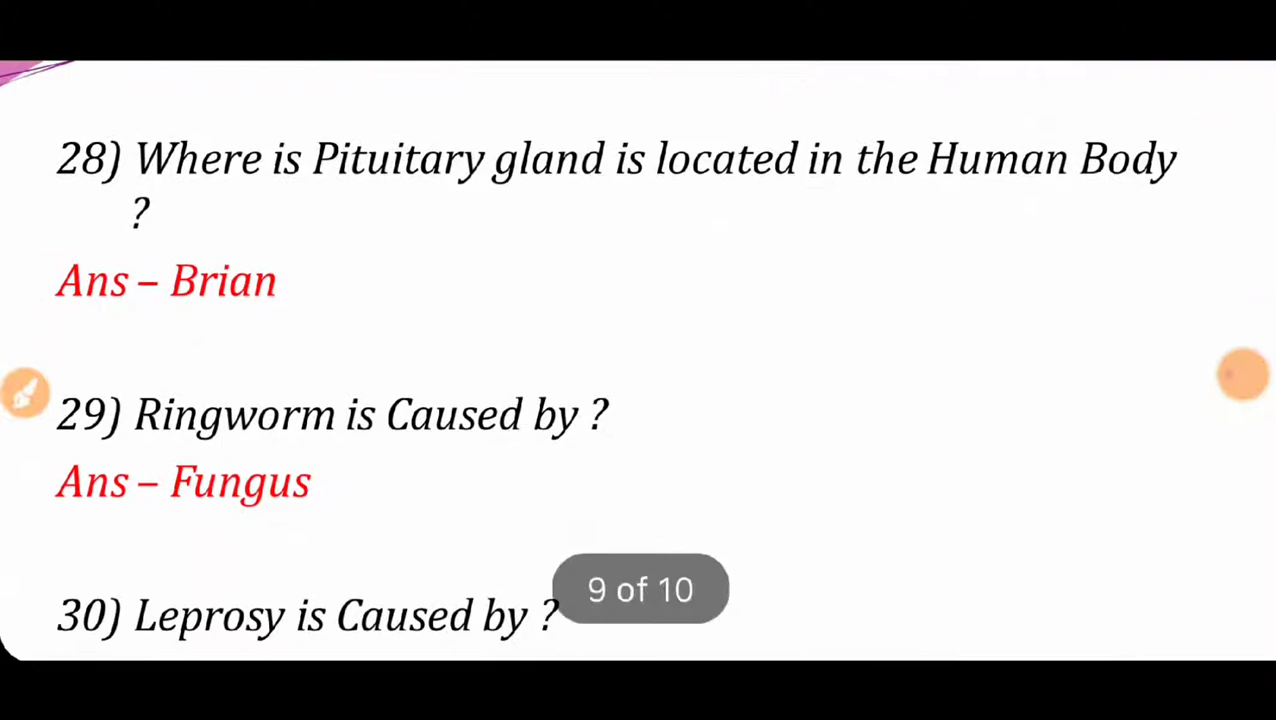 28) Where is Pituitary gland is located in the Human Body
?
Ans – Brian
29) Ringworm is Caused by ?
Ans – Fungus
9 of 10
30) Leprosy is Caused by ?